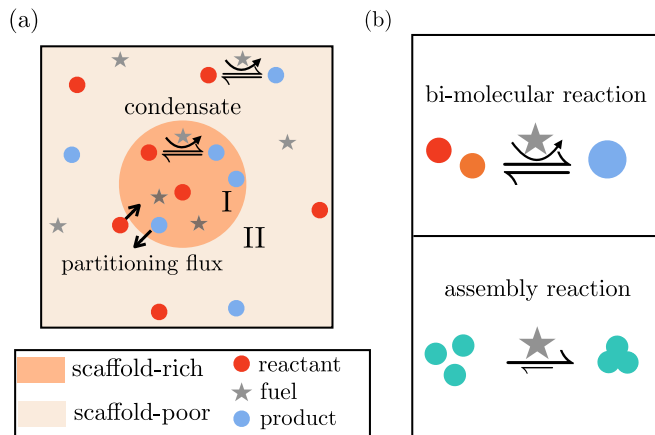 (a)
condensate
I
II
partitioning flux
scaffold-rich
scaffold-poor
reactant
fuel
product
(b)
bi-molecular reaction
assembly reaction